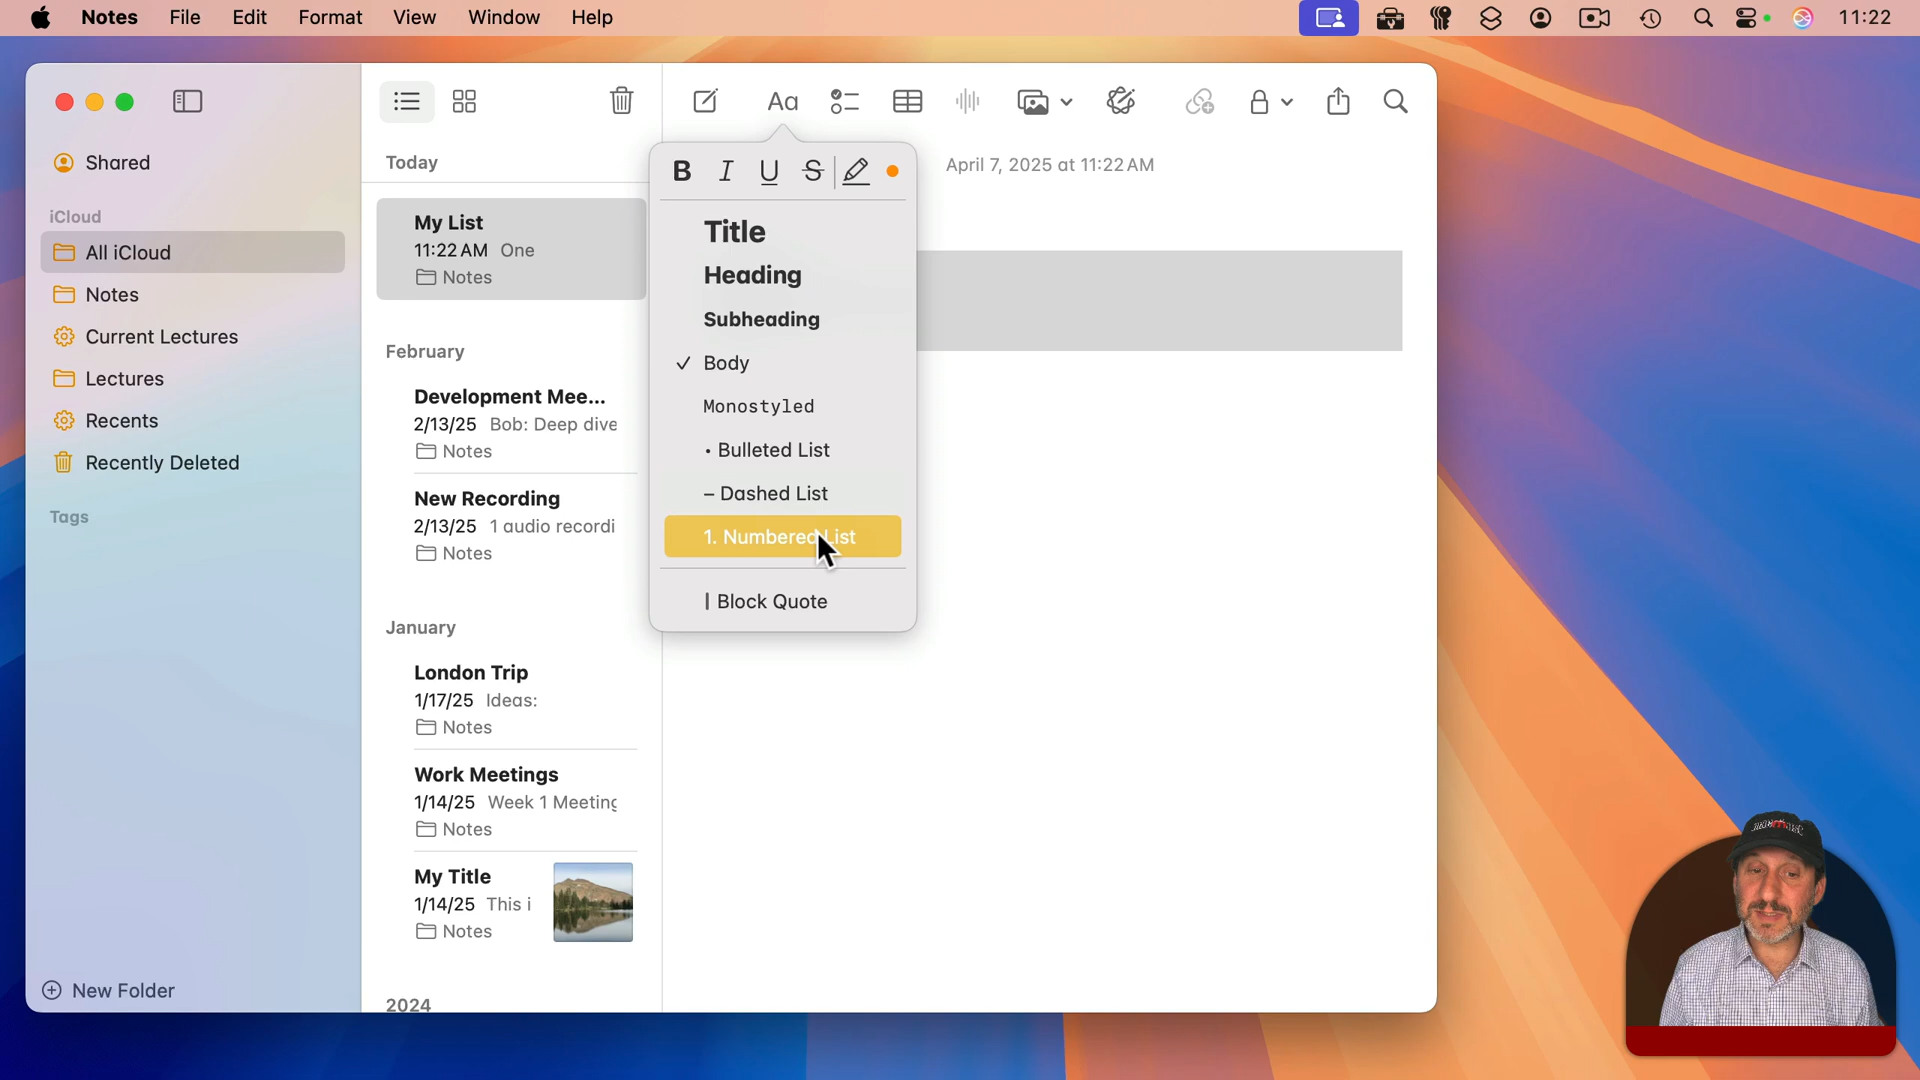 Notes File Edit Format View Window Help 11:22
Shared
iCloud
All iCloud
Notes
Current Lectures
Lectures
Recents
Recently Deleted
Tags
New Folder
Today
My List
11:22 AM One
Notes
February
Development Mee...
2/13/25 Bob: Deep dive
Notes
New Recording
2/13/25 1 audio recordi
Notes
January
London Trip
1/17/25 Ideas:
Notes
Work Meetings
1/14/25 Week 1 Meeting
Notes
My Title
1/14/25 This i
Notes
2024
Aa
B I U S
April 7, 2025 at 11:22 AM
Title
Heading
Subheading
✓ Body
Monostyled
• Bulleted List
– Dashed List
1. Numbered List
| Block Quote